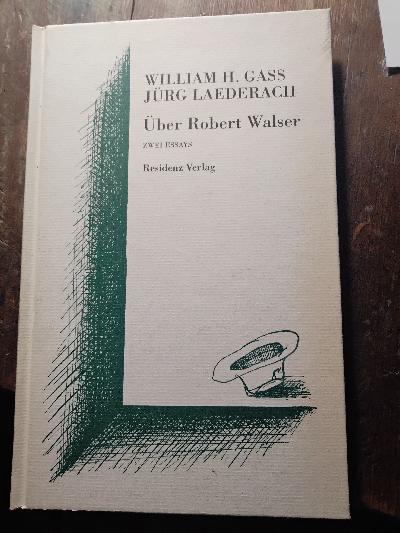 WILLIAM H. GASS
JÜRG LAEDERACH
Über Robert Walser
ZWEI ESSAYS
Residenz Verlag